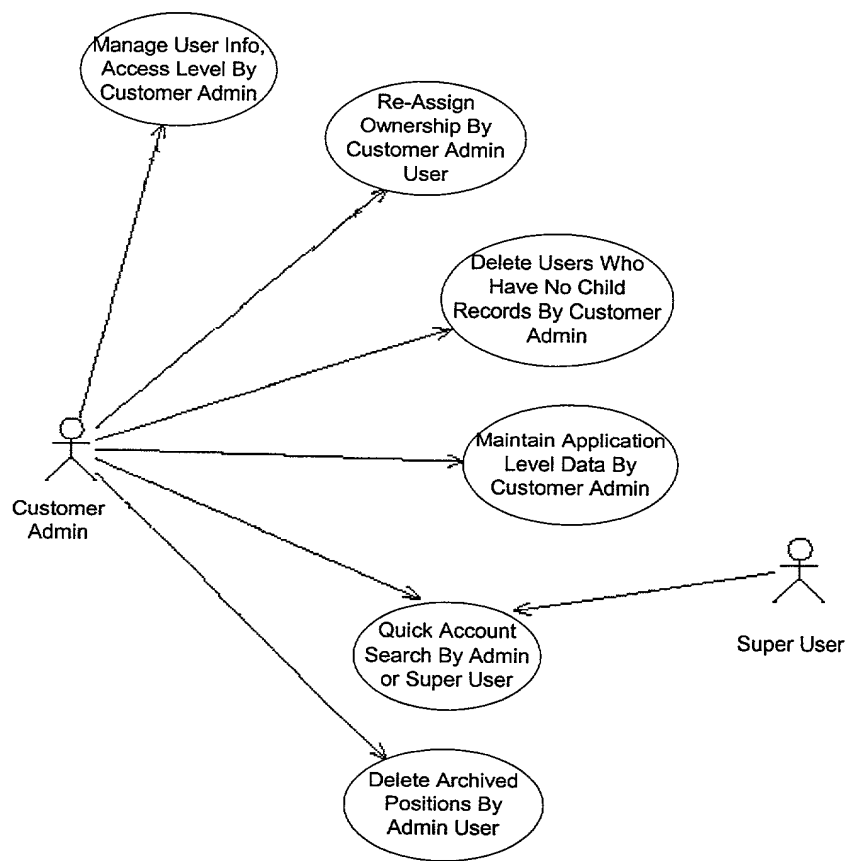 Manage User Info,
Access Level By
Customer Admin
Re-Assign
Ownership By
Customer Admin
User
Delete Users Who
Have No Child
Records By Customer
Admin
Maintain Application
Level Data By
Customer Admin
Customer
Admin
Quick Account
Search By Admin
or Super User
Super User
Delete Archived
Positions By
Admin User